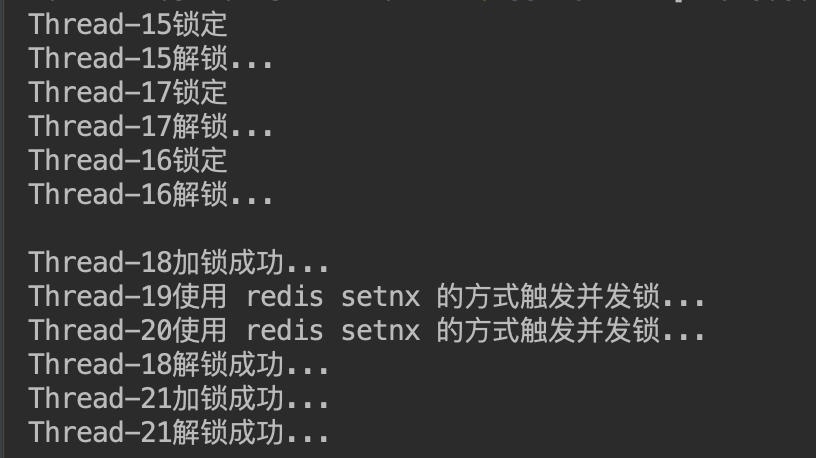 Thread-15锁定
Thread-15解锁...
Thread-17锁定
Thread-17解锁...
Thread-16锁定
Thread-16解锁...
Thread-18加锁成功...
Thread-19使用 redis setnx 的方式触发并发锁...
Thread-20使用 redis setnx 的方式触发并发锁...
Thread-18解锁成功...
Thread-21加锁成功...
Thread-21解锁成功...